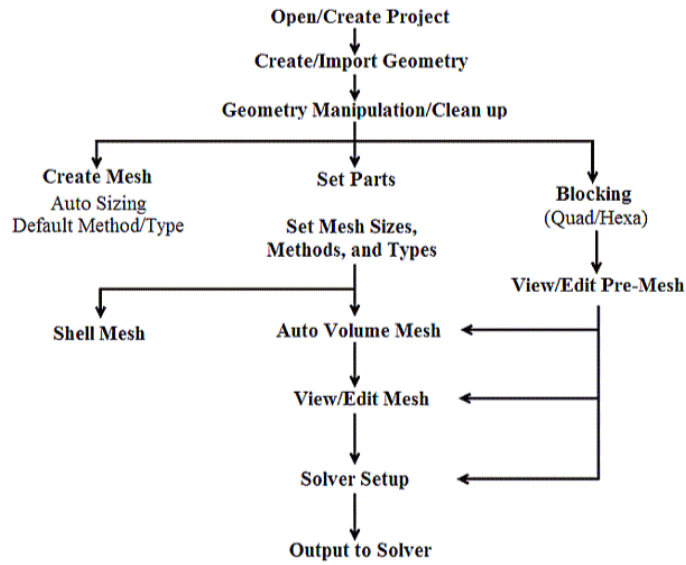 Open/Create Project
Create/Import Geometry
Geometry Manipulation/Clean up
Create Mesh
Auto Sizing
Default Method/Type
Set Parts
Set Mesh Sizes,
Methods, and Types
Blocking
(Quad/Hexa)
View/Edit Pre-Mesh
Shell Mesh
Auto Volume Mesh
View/Edit Mesh
Solver Setup
Output to Solver